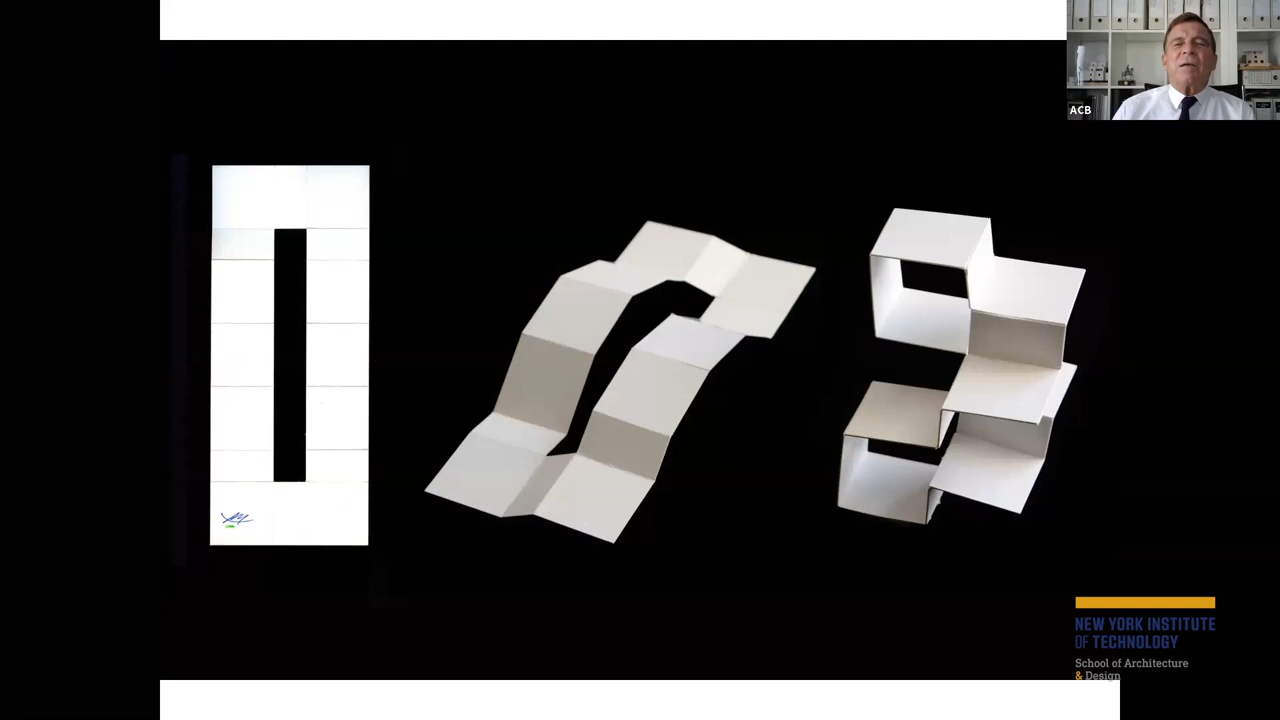 ACB
NEW YORK INSTITUTE
OF TECHNOLOGY
School of Architecture
& Design